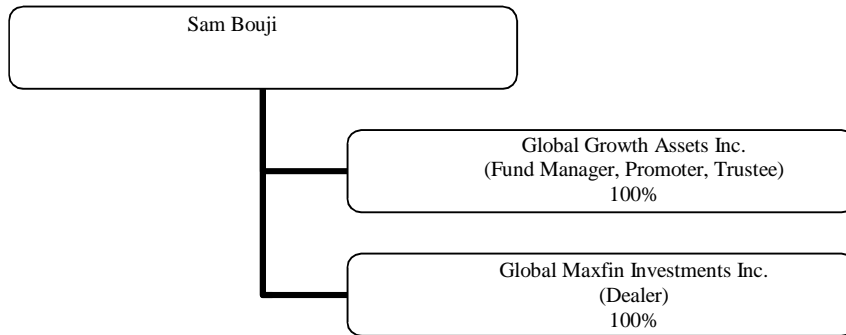 Sam Bouji
Global Growth Assets Inc.
(Fund Manager, Promoter, Trustee)
100%
Global Maxfin Investments Inc.
(Dealer)
100%